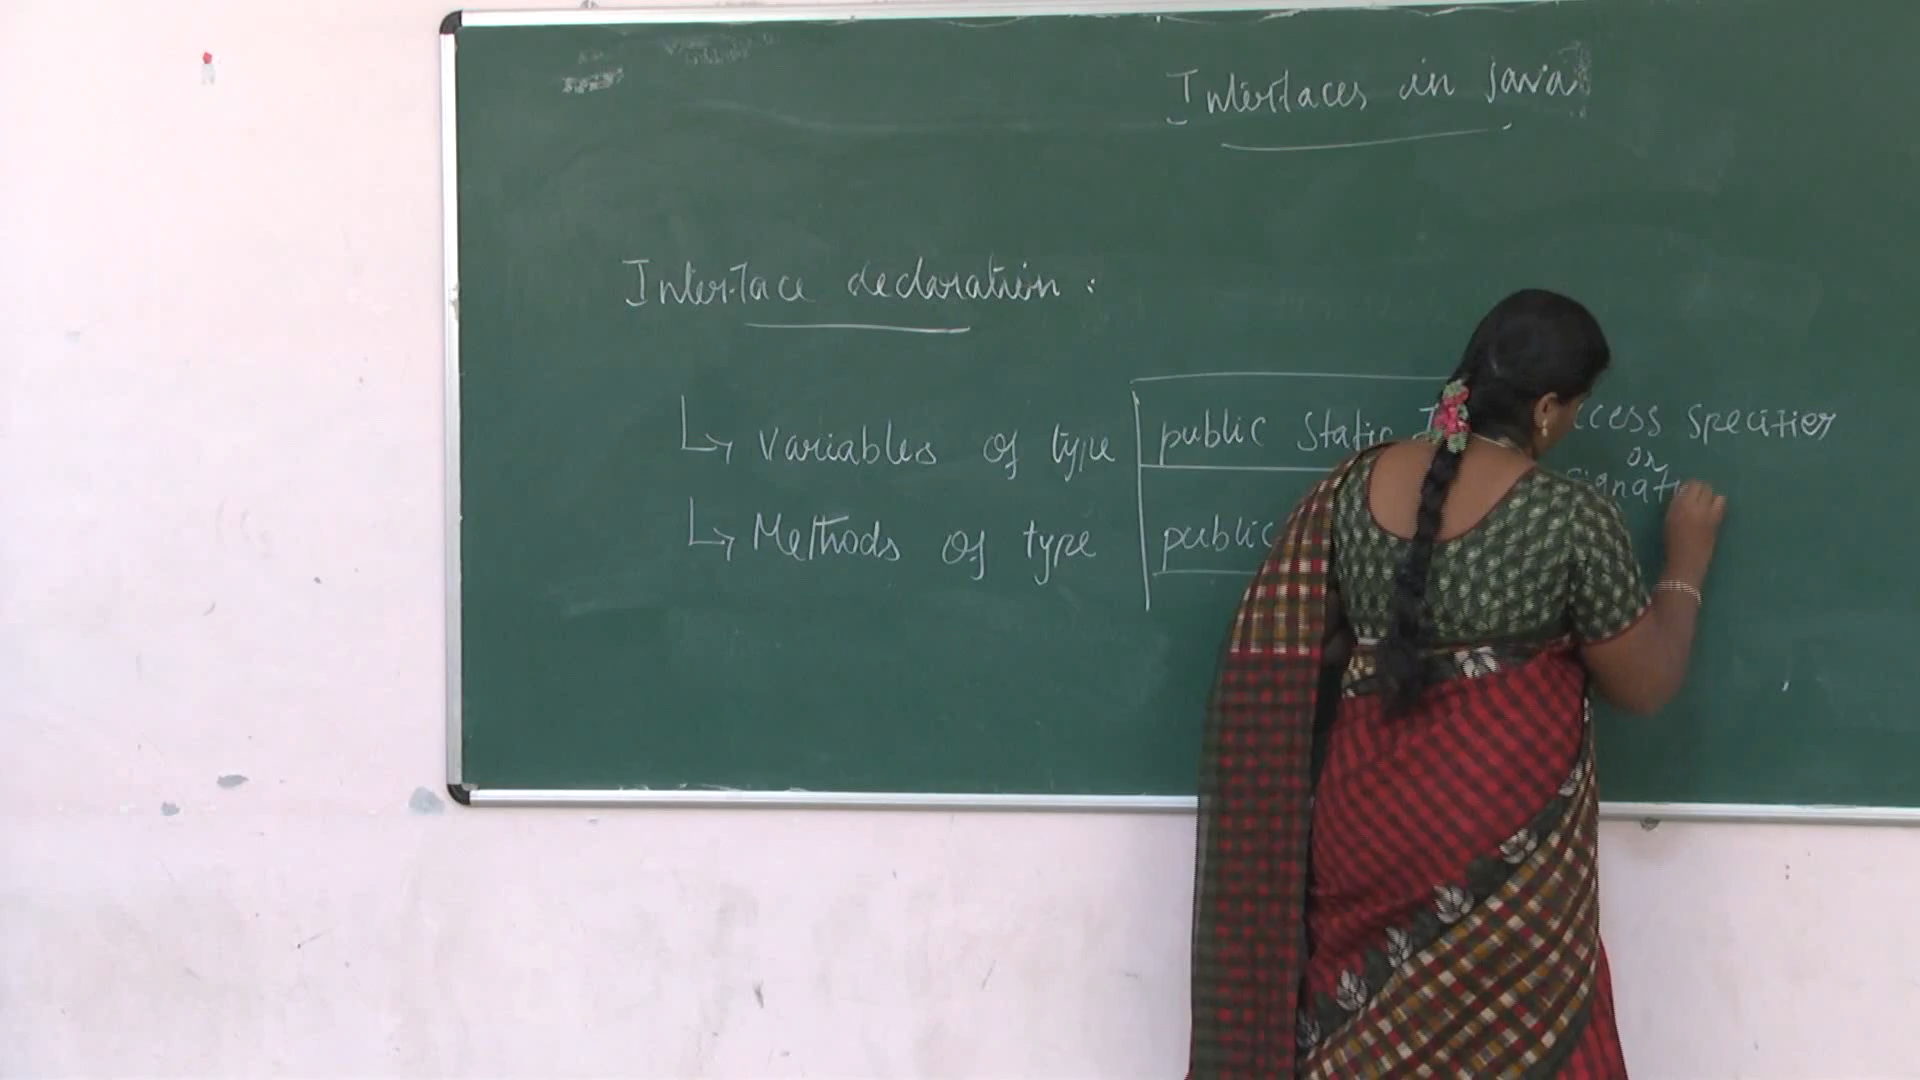 Interfaces in java
Interface declaration :
Variables of type public static
ccess specifier
or
Methods of type public